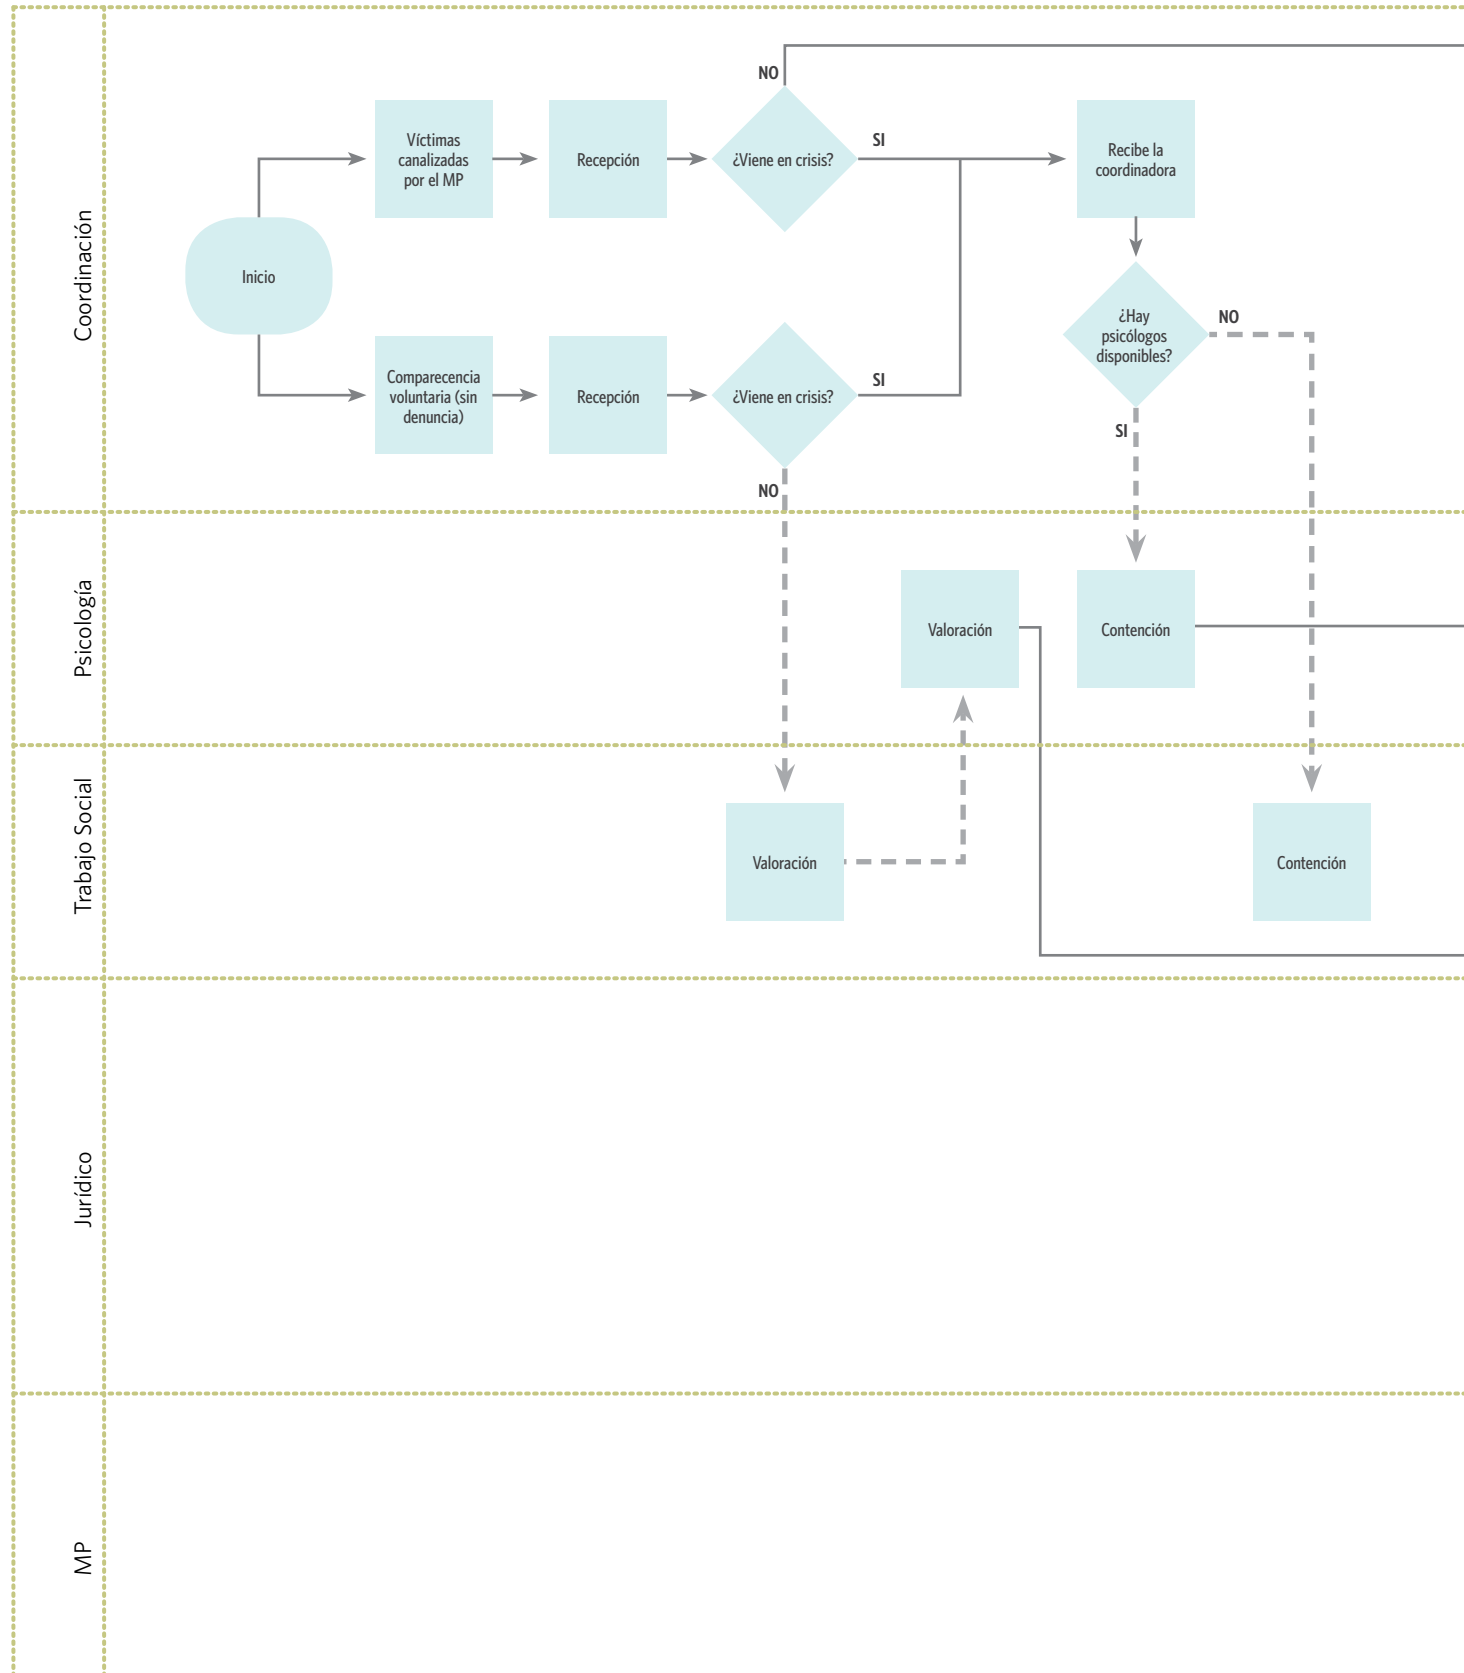 Coordinación
NO
Víctimas
canalizadas
por el MP
Recepción
¿Viene en crisis?
SI
Recibe la
coordinadora
Inicio
¿Hay
psicólogos
disponibles?
NO
Comparecencia
voluntaria (sin
denuncia)
Recepción
¿Viene en crisis?
SI
SI
NO
Psicología
Valoración
Contención
Trabajo Social
Valoración
Contención
Jurídico
MP